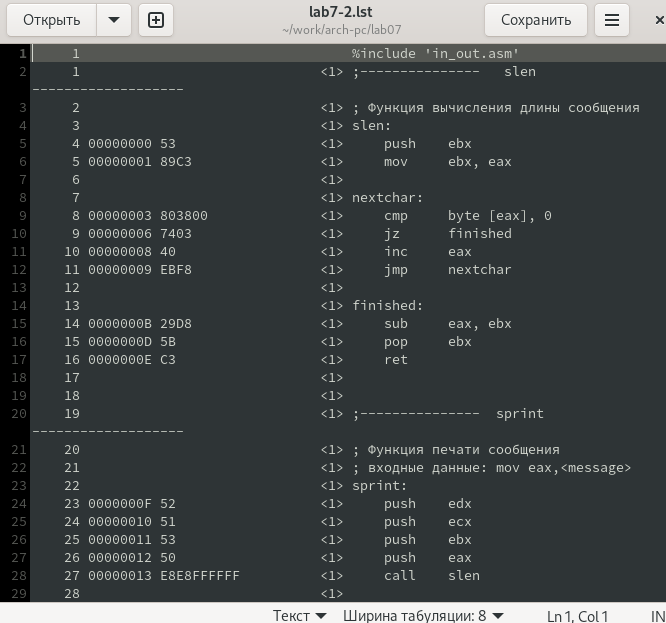 Открыть
lab7-2.lst
~/work/arch-pc/lab07
Сохранить
1 1 %include 'in_out.asm'
2 1 <1> ;--------------- slen
-------------------
3 2 <1> ; Функция вычисления длины сообщения
4 3 <1> slen:
5 4 00000000 53 <1> push ebx
6 5 00000001 89C3 <1> mov ebx, eax
7 6 <1>
8 7 <1> nextchar:
9 8 00000003 803800 <1> cmp byte [eax], 0
10 9 00000006 7403 <1> jz finished
11 10 00000008 40 <1> inc eax
12 11 00000009 EBF8 <1> jmp nextchar
13 12 <1>
14 13 <1> finished:
15 14 0000000B 29D8 <1> sub eax, ebx
16 15 0000000D 5B <1> pop ebx
17 16 0000000E C3 <1> ret
18 17 <1>
19 18 <1>
20 19 <1> ;--------------- sprint
-------------------
21 20 <1> ; Функция печати сообщения
22 21 <1> ; входные данные: mov eax,<message>
23 22 <1> sprint:
24 23 0000000F 52 <1> push edx
25 24 00000010 51 <1> push ecx
26 25 00000011 53 <1> push ebx
27 26 00000012 50 <1> push eax
28 27 00000013 E8E8FFFFFF <1> call slen
29 28 <1>
Текст Ширина табуляции: 8 Ln 1, Col 1 IN